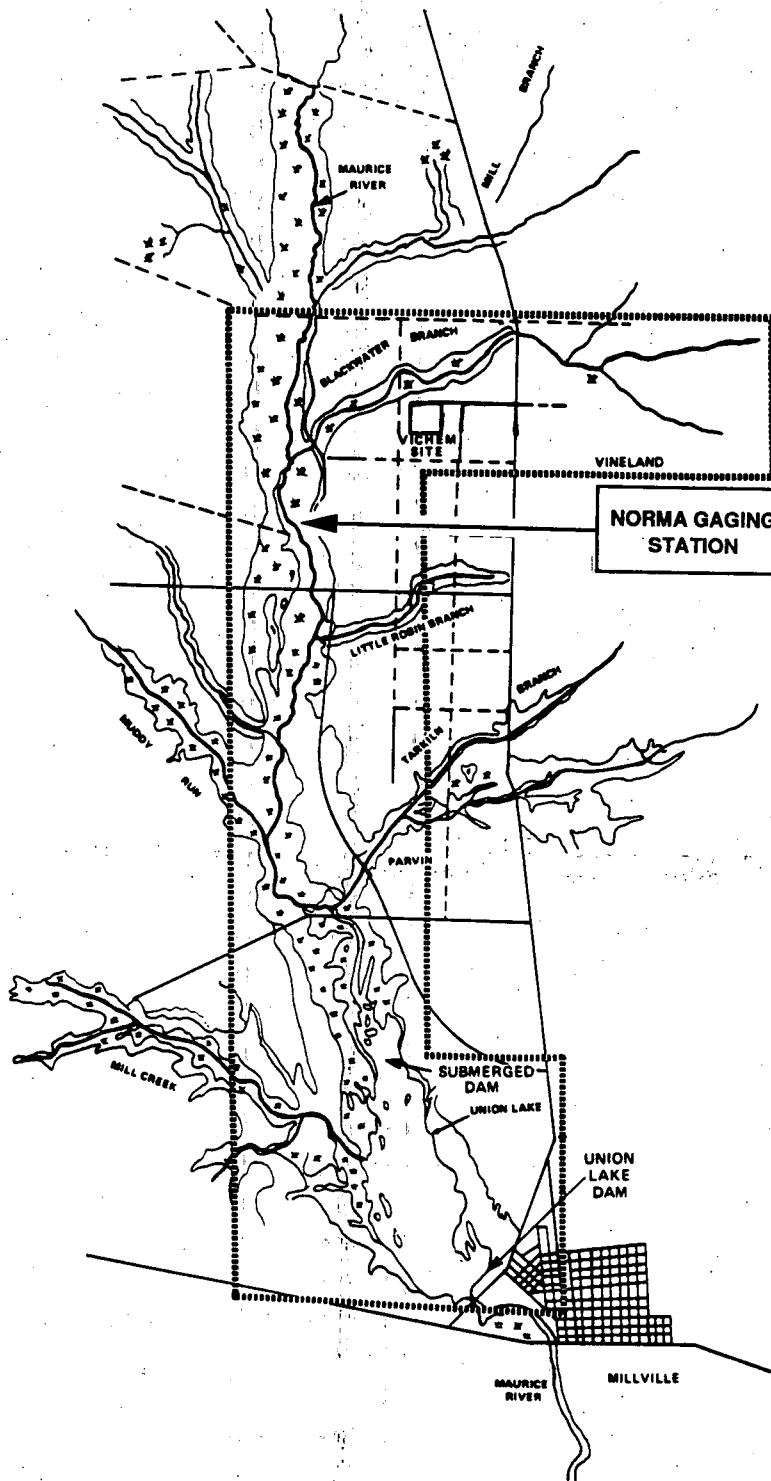 BRANCH
MILL
MAURICE
RIVER
BLACKWATER BRANCH
VICHEM
SITE
VINELAND
NORMA GAGING
STATION
LITTLE ROBIN BRANCH
MUDDY RUN
TARKILN BRANCH
PARVIN
MILL CREEK
SUBMERGED
DAM
UNION LAKE
UNION
LAKE
DAM
MAURICE
RIVER
MILLVILLE